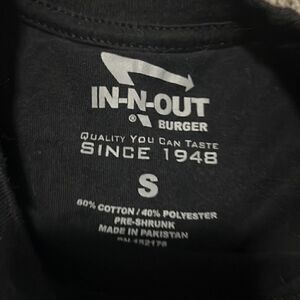 IN-N-OUT
® BURGER
QUALITY YOU CAN TASTE
SINCE 1948
S
60% COTTON / 40% POLYESTER
PRE-SHRUNK
MADE IN PAKISTAN